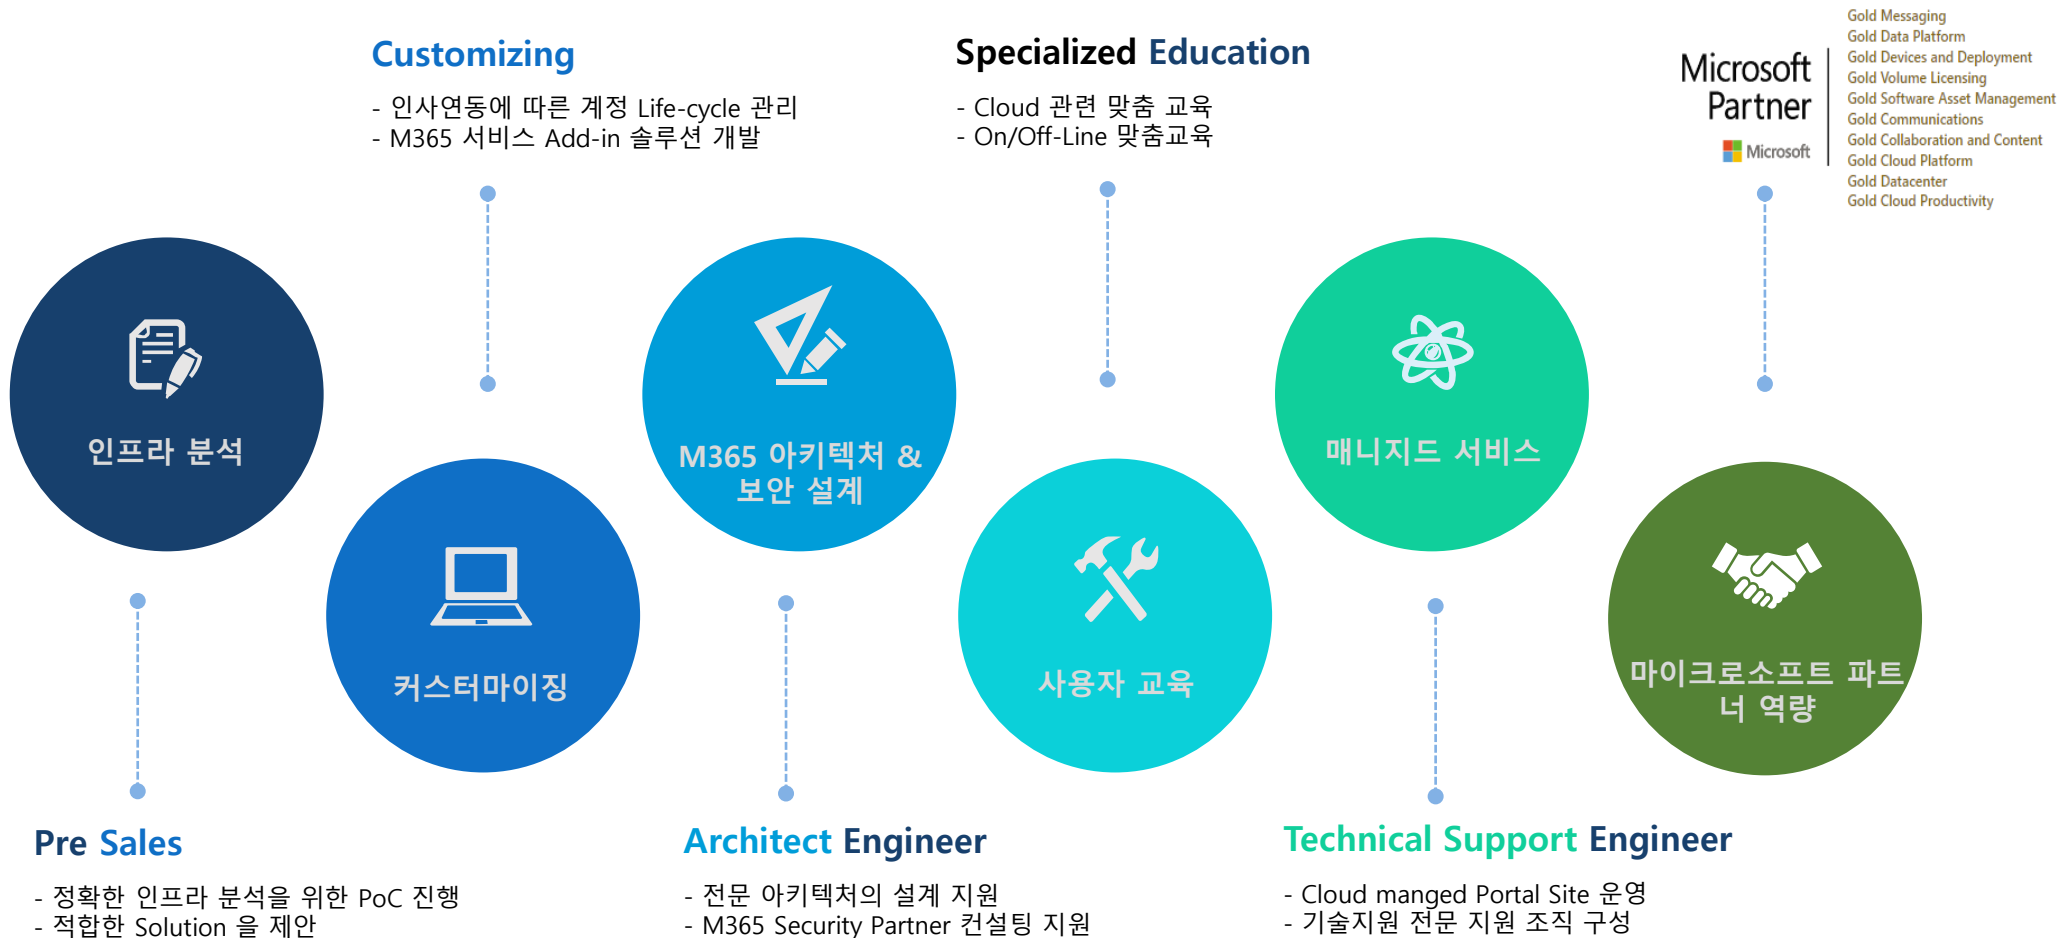 Customizing
- 인사연동에 따른 계정 Life-cycle 관리
- M365 서비스 Add-in 솔루션 개발
Specialized Education
- Cloud 관련 맞춤 교육
- On/Off-Line 맞춤교육
Microsoft
Partner
Microsoft
Gold Messaging
Gold Data Platform
Gold Devices and Deployment
Gold Volume Licensing
Gold Software Asset Management
Gold Communications
Gold Collaboration and Content
Gold Cloud Platform
Gold Datacenter
Gold Cloud Productivity
인프라 분석
커스터마이징
M365 아키텍처 &
보안 설계
사용자 교육
매니지드 서비스
마이크로소프트 파트
너 역량
Pre Sales
- 정확한 인프라 분석을 위한 PoC 진행
- 적합한 Solution 을 제안
Architect Engineer
- 전문 아키텍처의 설계 지원
- M365 Security Partner 컨설팅 지원
Technical Support Engineer
- Cloud manged Portal Site 운영
- 기술지원 전문 지원 조직 구성